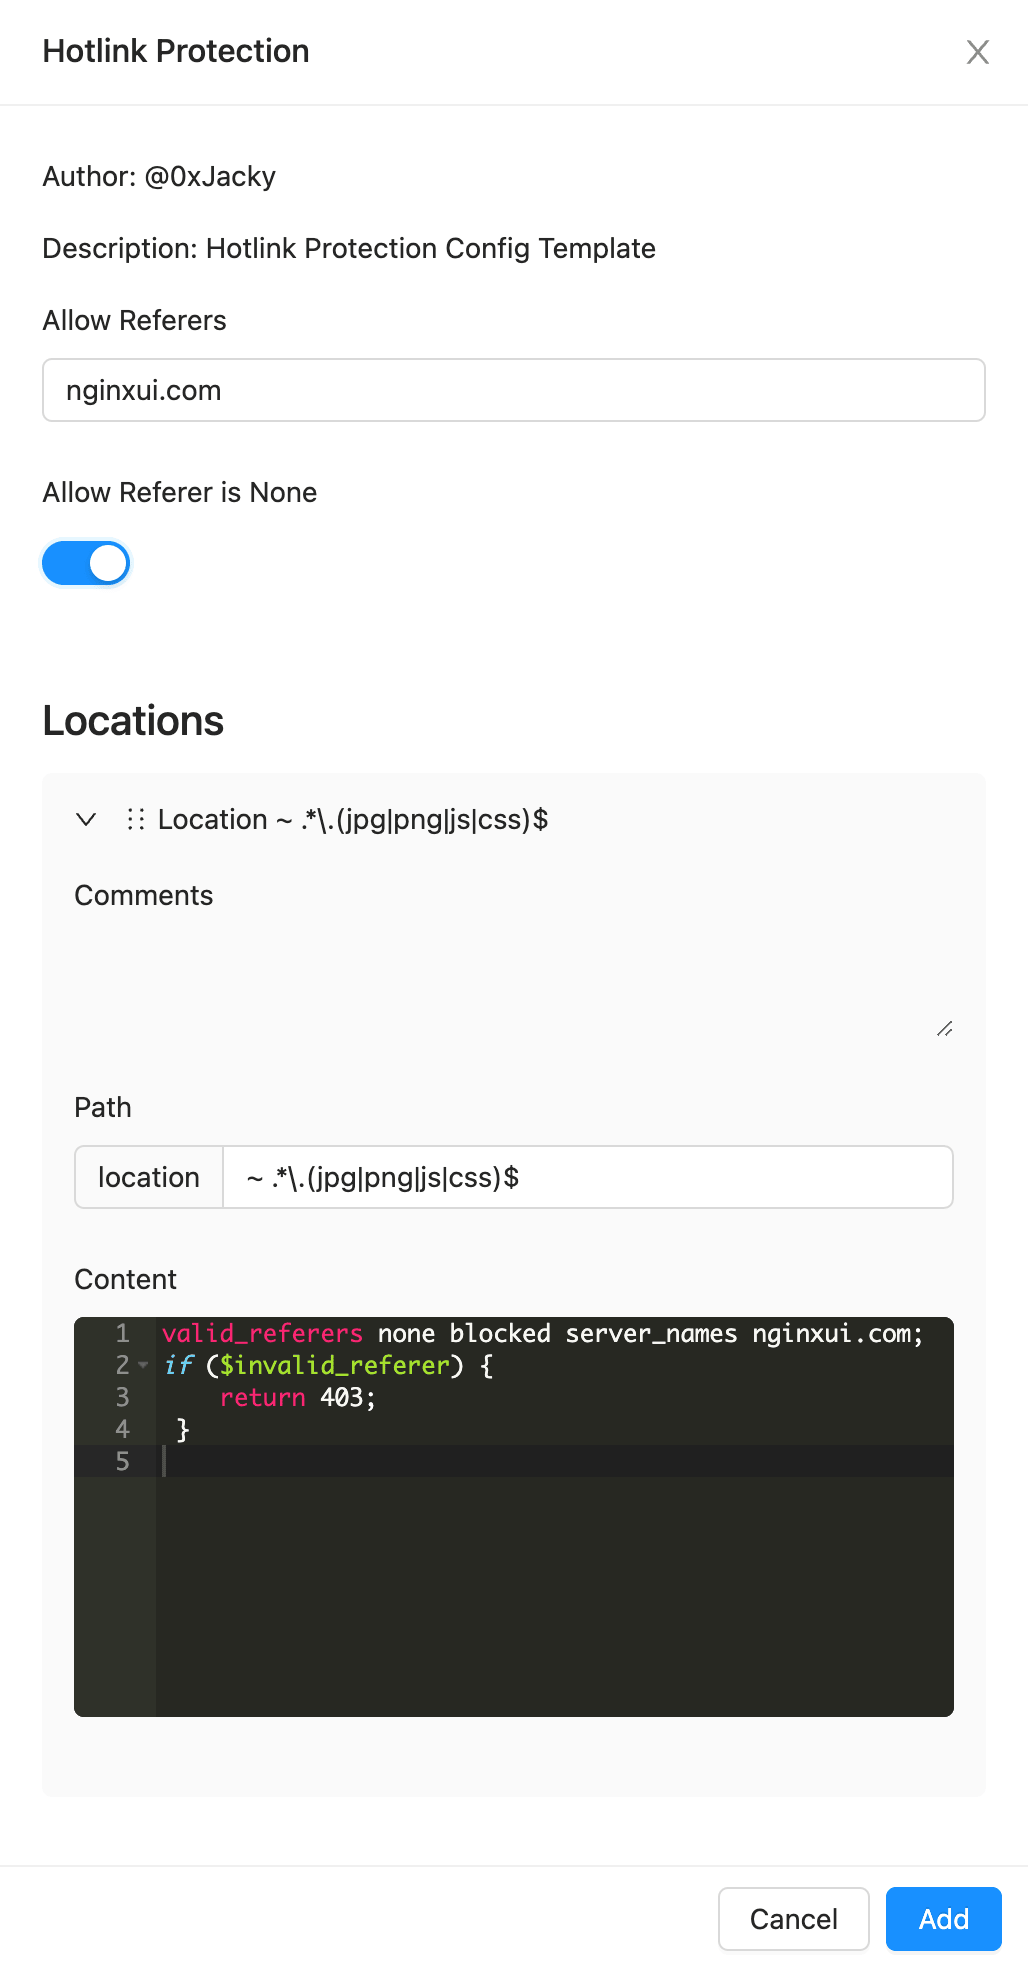 Hotlink Protection
Author: @0xJacky
Description: Hotlink Protection Config Template
Allow Referers
nginxui.com
Allow Referer is None
Locations
Location ~ .*\.(jpg|png|js|css)$
Comments
Path
location ~ .*\.(jpg|png|js|css)$
Content
1 valid_referers none blocked server_names nginxui.com;
2 if ($invalid_referer) {
3     return 403;
4  }
5
Cancel Add